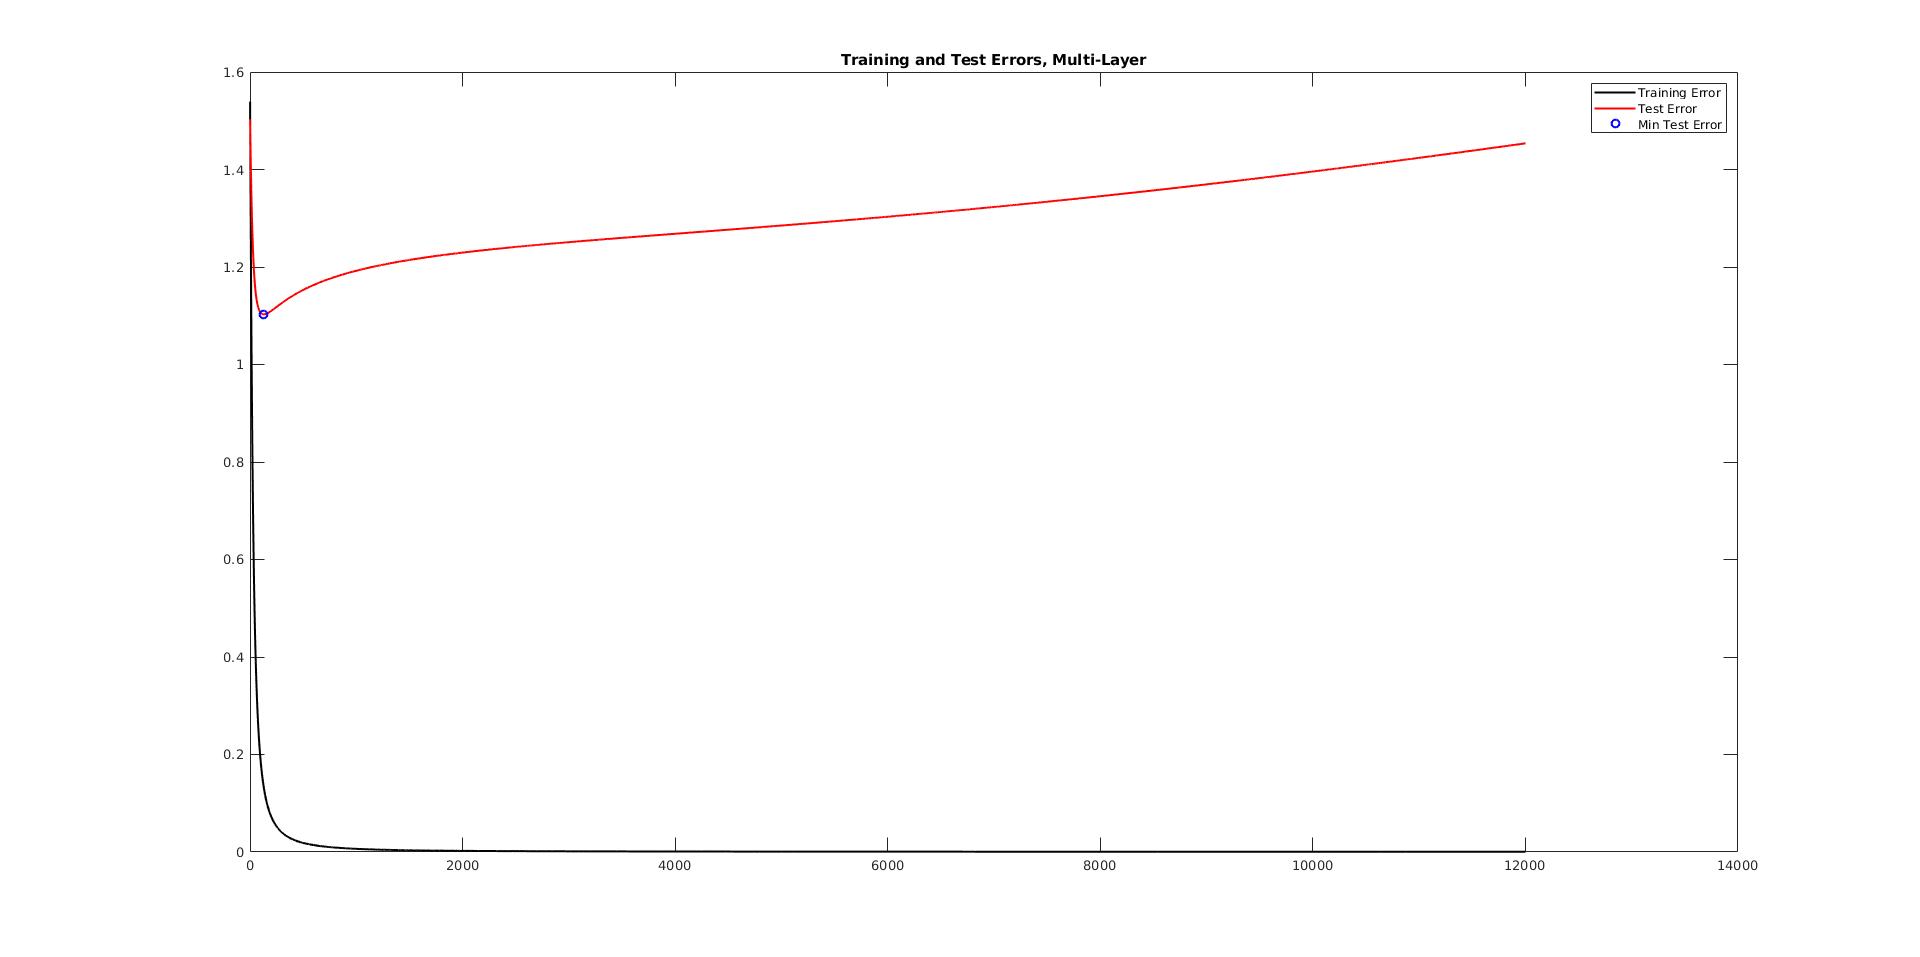 Training and Test Errors, Multi-Layer
1.6
1.4
1.2
1
0.8
0.6
0.4
0.2
0
0 2000 4000 6000 8000 10000 12000 14000
Training Error
Test Error
Min Test Error